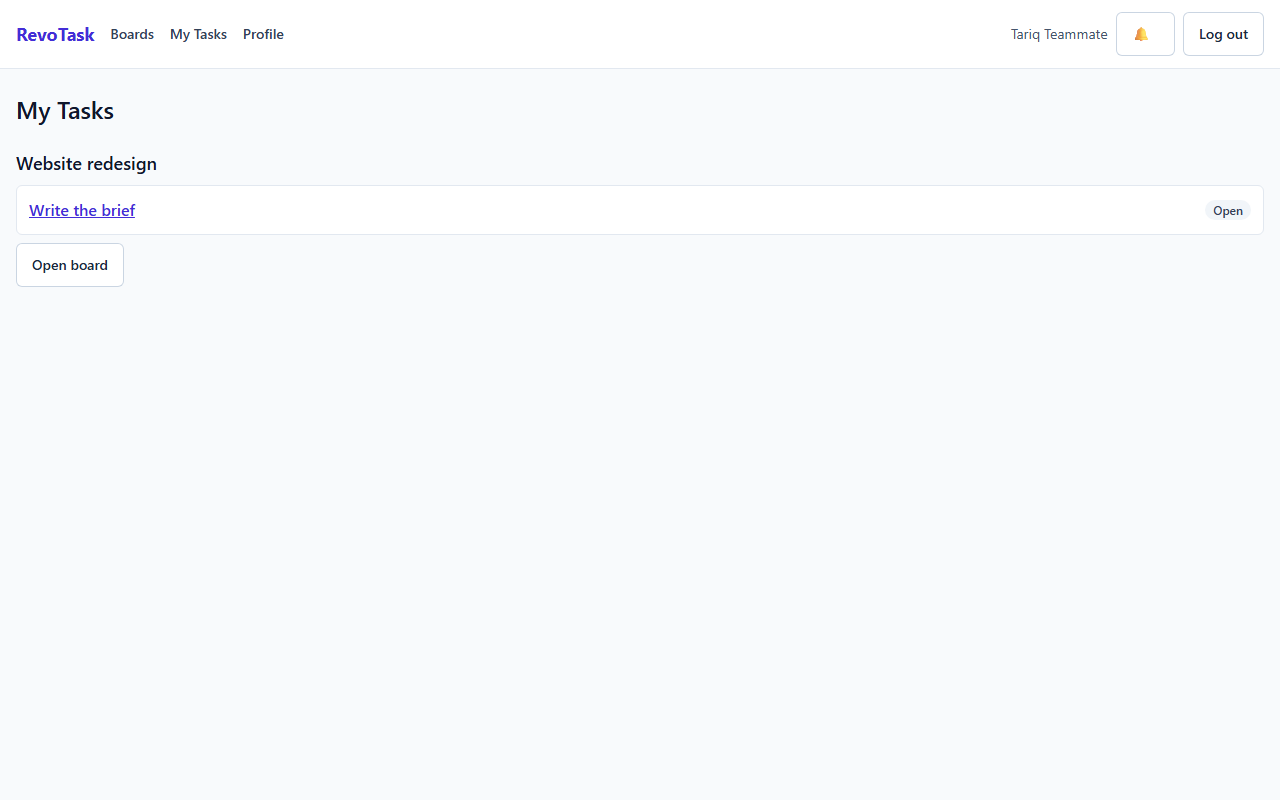 RevoTask Boards My Tasks Profile Tariq Teammate Log out
My Tasks
Website redesign
Write the brief Open
Open board